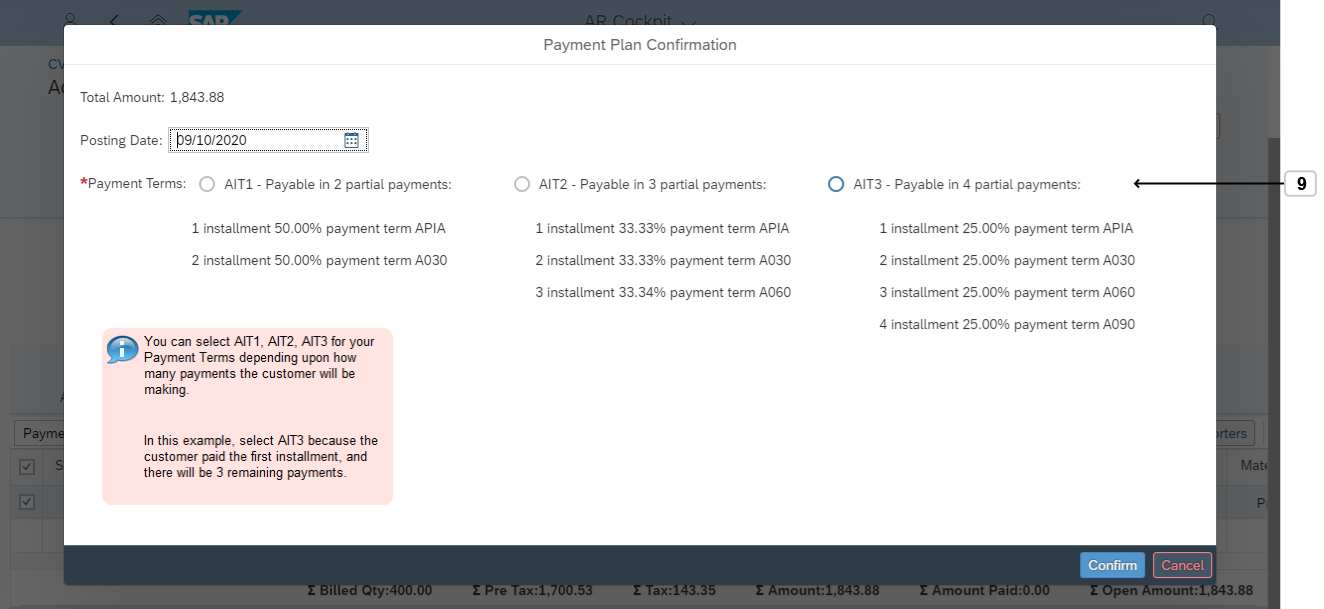 SAP
AR Cockpit
Payment Plan Confirmation
Total Amount: 1,843.88
Posting Date: 09/10/2020
*Payment Terms: AIT1 - Payable in 2 partial payments: AIT2 - Payable in 3 partial payments: AIT3 - Payable in 4 partial payments:
9
1 installment 50.00% payment term APIA 1 installment 33.33% payment term APIA 1 installment 25.00% payment term APIA
2 installment 50.00% payment term A030 2 installment 33.33% payment term A030 2 installment 25.00% payment term A030
3 installment 33.34% payment term A060 3 installment 25.00% payment term A060
4 installment 25.00% payment term A090
You can select AIT1, AIT2, AIT3 for your
Payment Terms depending upon how
many payments the customer will be
making.
In this example, select AIT3 because the
customer paid the first installment, and
there will be 3 remaining payments.
Payme
orters
S
Mate
P
Confirm Cancel
Σ Billed Qty:400.00 Σ Pre Tax:1,700.53 Σ Tax:143.35 Σ Amount:1,843.88 Σ Amount Paid:0.00 Σ Open Amount:1,843.88